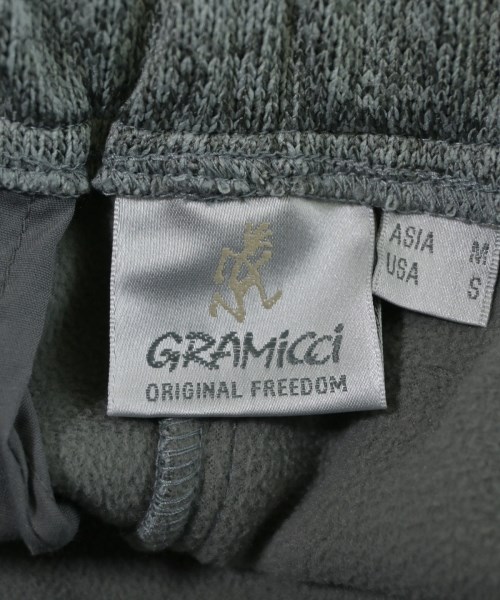 GRAMicci
ORIGINAL FREEDOM
ASIA M
USA S